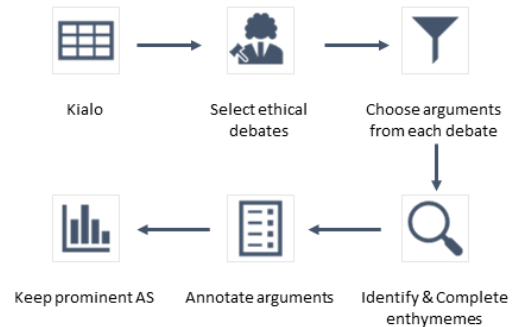 Kialo
Select ethical
debates
Choose arguments
from each debate
Keep prominent AS
Annotate arguments
Identify & Complete
enthymemes